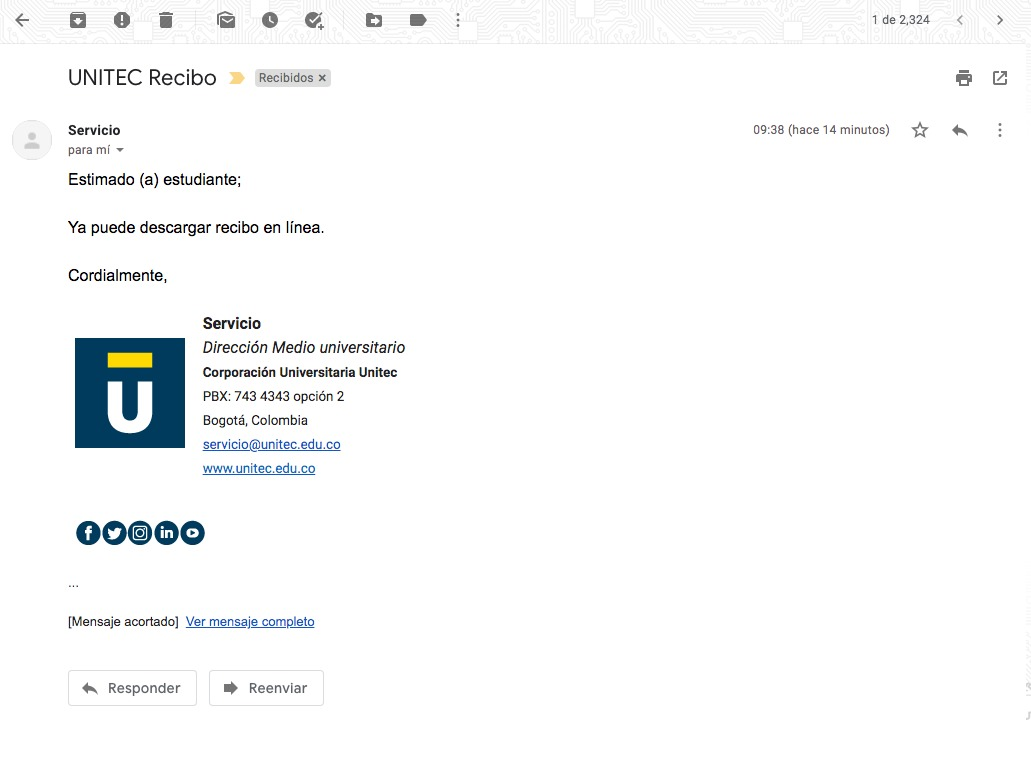 1 de 2,324
UNITEC Recibo
Recibidos ×
Servicio
09:38 (hace 14 minutos)
para mí
Estimado (a) estudiante;
Ya puede descargar recibo en línea.
Cordialmente,
Servicio
Dirección Medio universitario
Corporación Universitaria Unitec
PBX: 743 4343 opción 2
Bogotá, Colombia
servicio@unitec.edu.co
www.unitec.edu.co
...
[Mensaje acortado] Ver mensaje completo
Responder
Reenviar